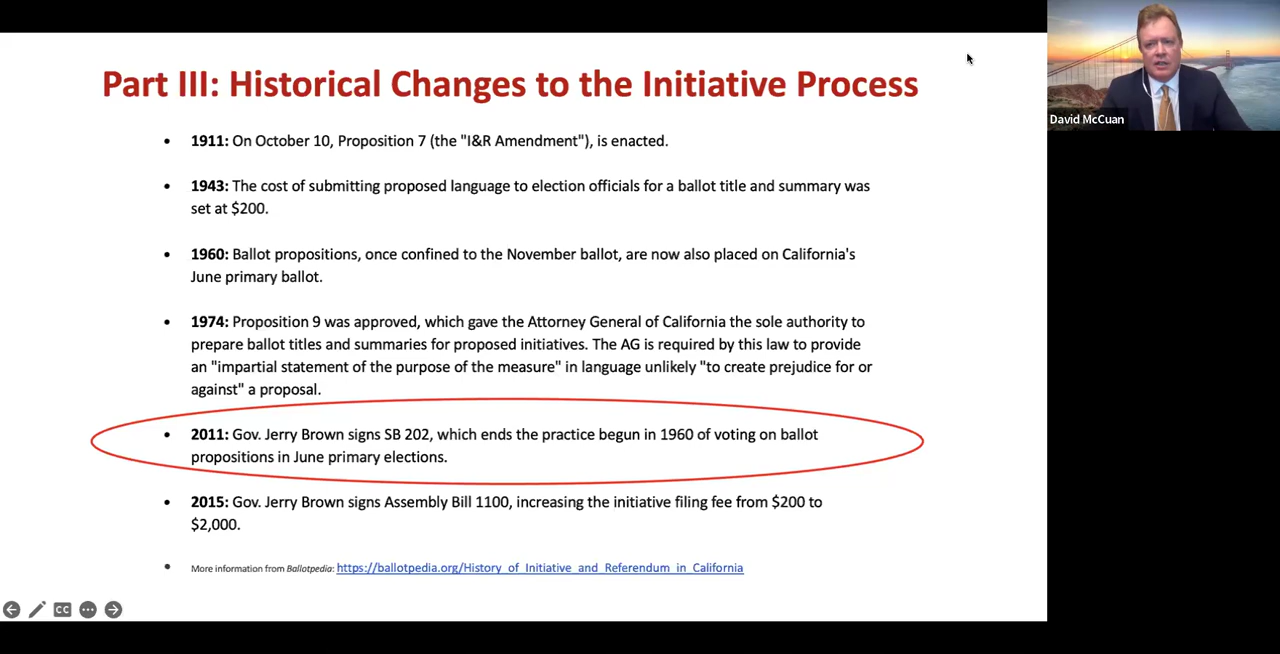 Part III: Historical Changes to the Initiative Process
David McCuan
• 1911: On October 10, Proposition 7 (the "I&R Amendment"), is enacted.
• 1943: The cost of submitting proposed language to election officials for a ballot title and summary was
set at $200.
• 1960: Ballot propositions, once confined to the November ballot, are now also placed on California's
June primary ballot.
• 1974: Proposition 9 was approved, which gave the Attorney General of California the sole authority to
prepare ballot titles and summaries for proposed initiatives. The AG is required by this law to provide
an "impartial statement of the purpose of the measure" in language unlikely "to create prejudice for or
against" a proposal.
• 2011: Gov. Jerry Brown signs SB 202, which ends the practice begun in 1960 of voting on ballot
propositions in June primary elections.
• 2015: Gov. Jerry Brown signs Assembly Bill 1100, increasing the initiative filing fee from $200 to
$2,000.
• More information from Ballotpedia: https://ballotpedia.org/History_of_Initiative_and_Referendum_in_California
CC